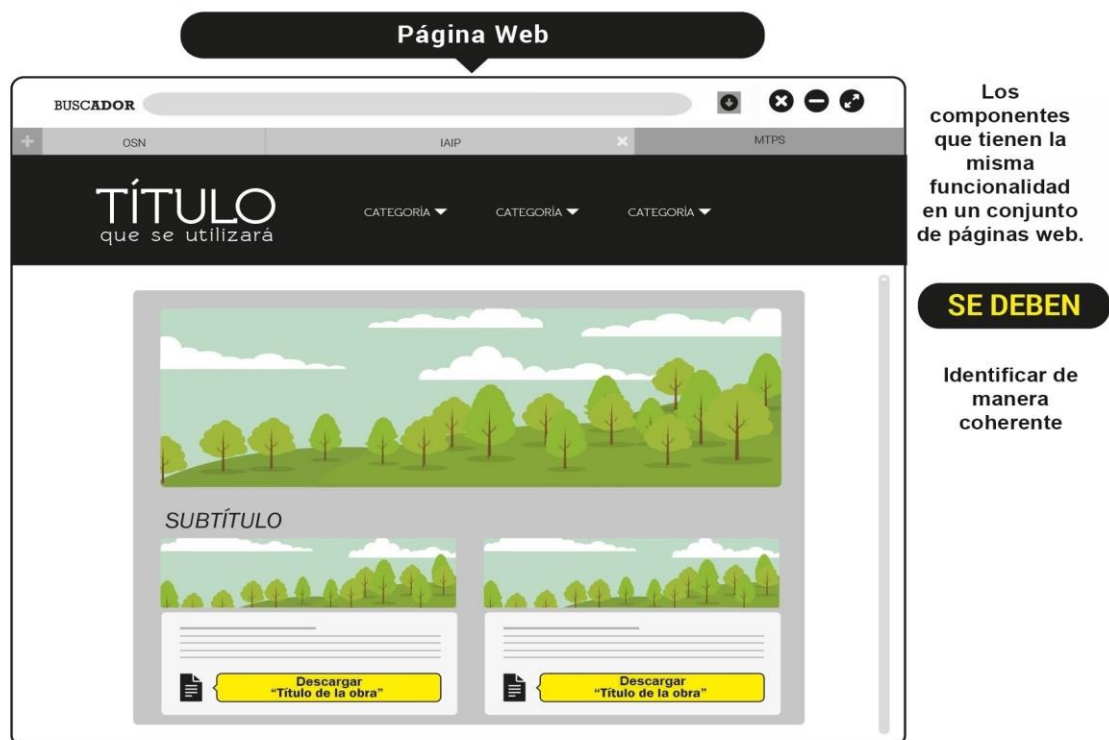 Página Web
BUSCADOR
OSN
IAIP
MTPS
TÍTULO
que se utilizará
CATEGORÍA
CATEGORÍA
CATEGORÍA
SUBTÍTULO
Descargar
“Título de la obra”
Descargar
“Título de la obra”
Los
componentes
que tienen la
misma
funcionalidad
en un conjunto
de páginas web.
SE DEBEN
Identificar de
manera
coherente